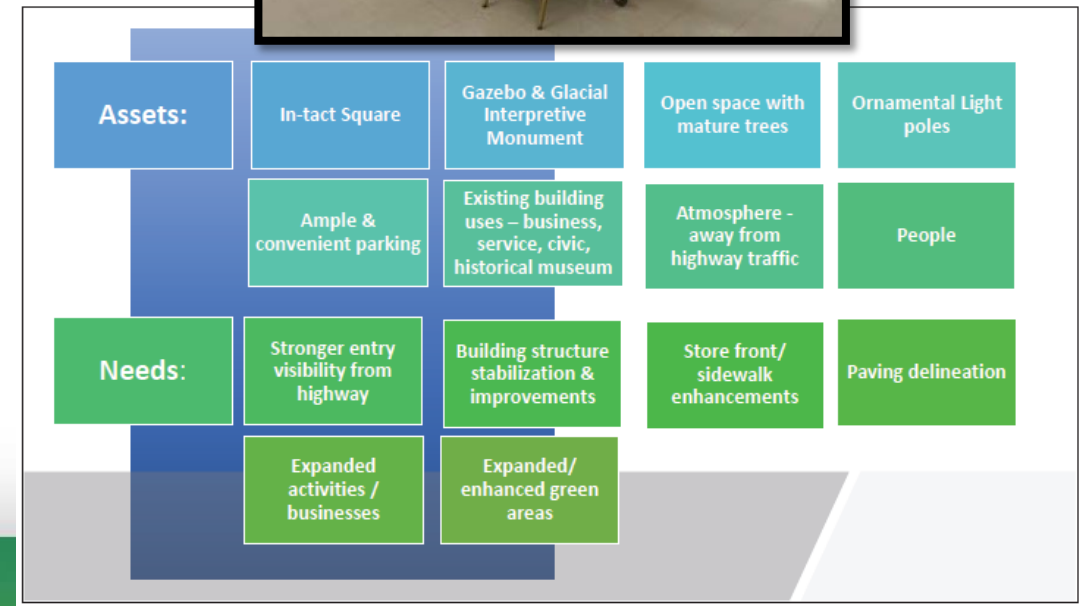 Assets:
In-tact Square
Gazebo & Glacial
Interpretive
Monument
Open space with
mature trees
Ornamental Light
poles
Ample &
convenient parking
Existing building
uses – business,
service, civic,
historical museum
Atmosphere -
away from
highway traffic
People
Needs:
Stronger entry
visibility from
highway
Building structure
stabilization &
improvements
Store front/
sidewalk
enhancements
Paving delineation
Expanded
activities /
businesses
Expanded/
enhanced green
areas